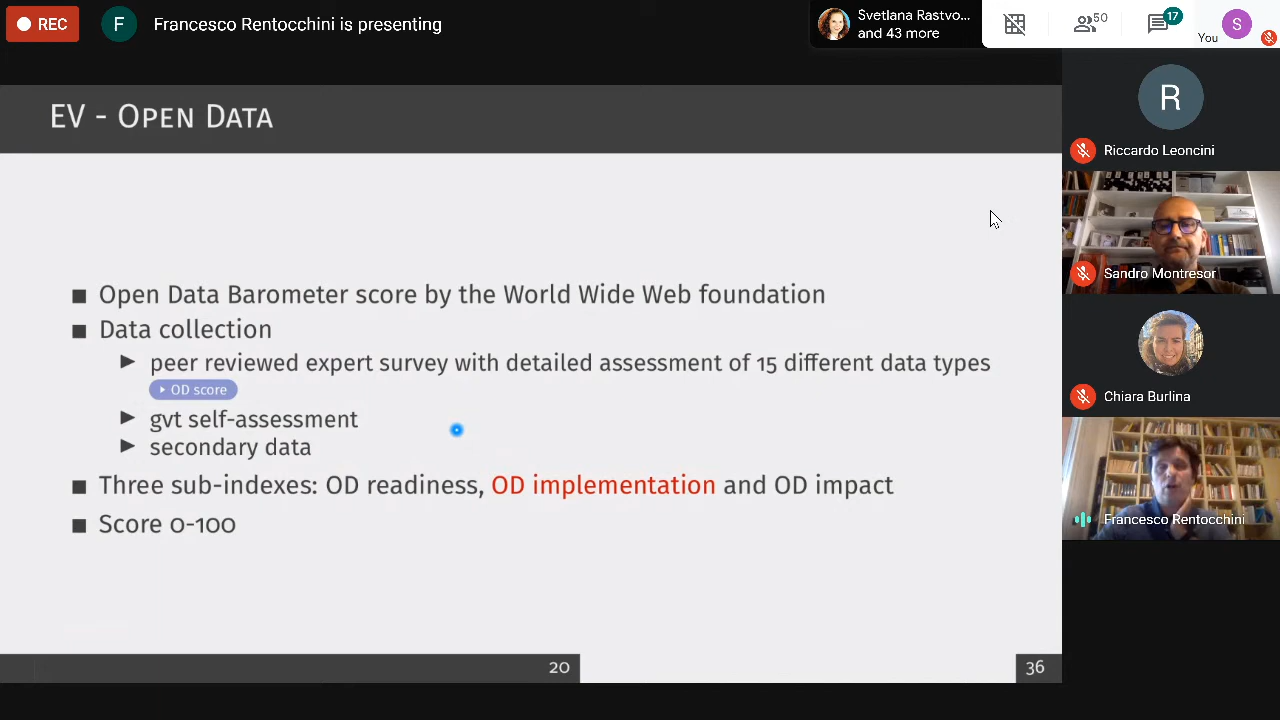 REC
F
Francesco Rentocchini is presenting
Svetlana Rastvo...
and 43 more
50
17
You
S
R
Riccardo Leoncini
Sandro Montresor
Chiara Burlina
Francesco Rentocchini
EV - Open Data
Open Data Barometer score by the World Wide Web foundation
Data collection
peer reviewed expert survey with detailed assessment of 15 different data types
OD score
gvt self-assessment
secondary data
Three sub-indexes: OD readiness, OD implementation and OD impact
Score 0-100
20
36